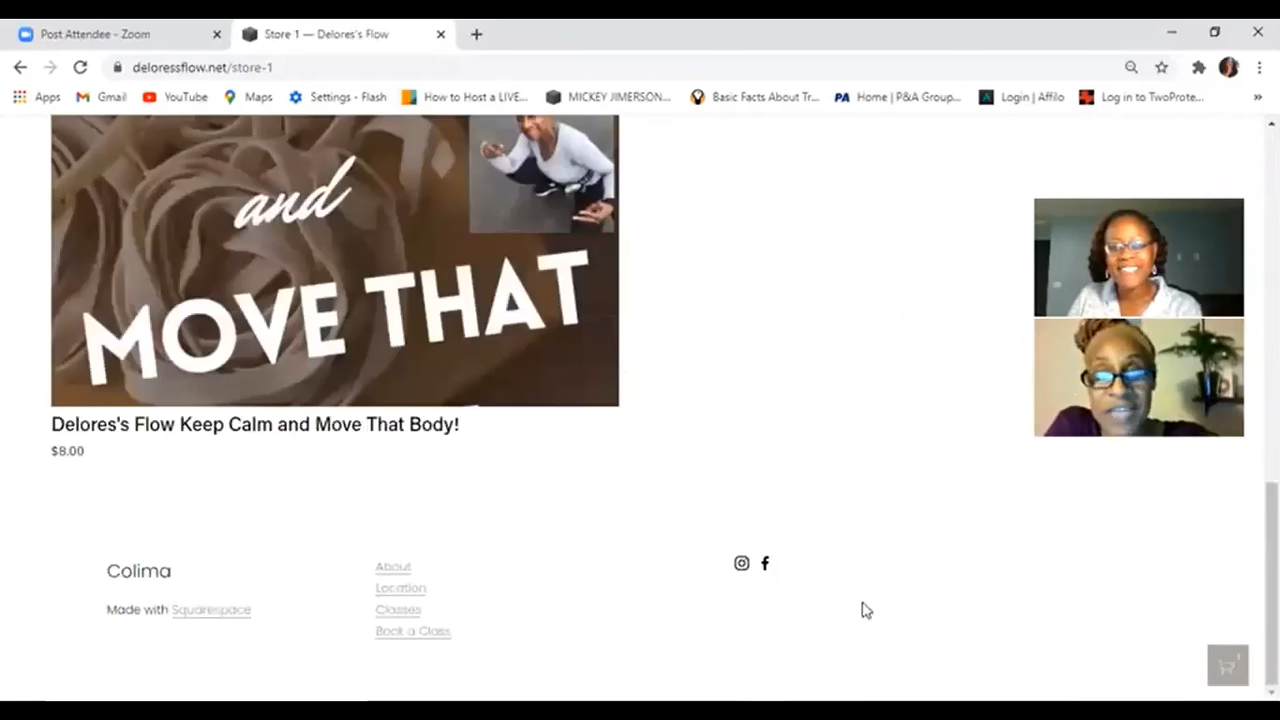 Post Attendee - Zoom
Store 1 — Delores's Flow
deloressflow.net/store-1
Apps
Gmail
YouTube
Maps
Settings - Flash
How to Host a LIVE...
MICKEY JIMERSON...
Basic Facts About Tr...
PA
Home | P&A Group...
A
Login | Affilo
Log in to TwoProte...
and
MOVE THAT
Delores's Flow Keep Calm and Move That Body!
$8.00
Colima
Made with Squarespace
About
Location
Classes
Book a Class
1